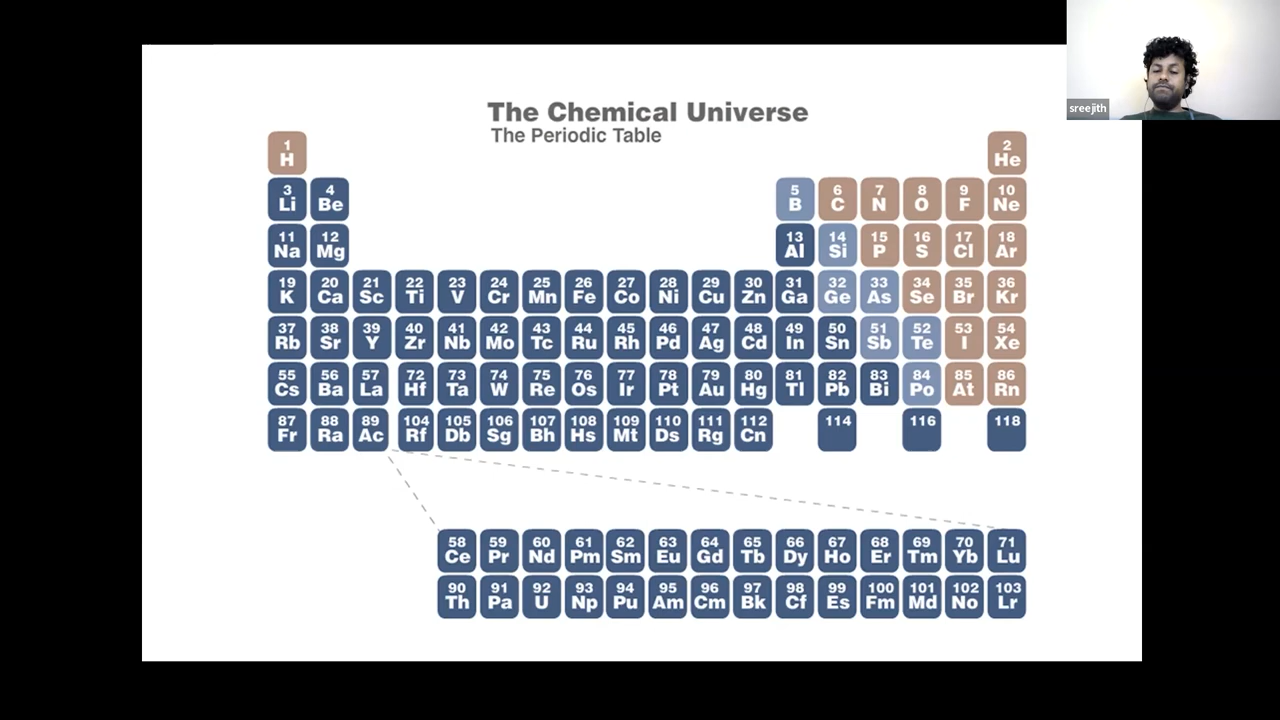 sreejith
The Chemical Universe
The Periodic Table
1 2
H He
3 4 5 6 7 8 9 10
Li Be B C N O F Ne
11 12 13 14 15 16 17 18
Na Mg Al Si P S Cl Ar
19 20 21 22 23 24 25 26 27 28 29 30 31 32 33 34 35 36
K Ca Sc Ti V Cr Mn Fe Co Ni Cu Zn Ga Ge As Se Br Kr
37 38 39 40 41 42 43 44 45 46 47 48 49 50 51 52 53 54
Rb Sr Y Zr Nb Mo Tc Ru Rh Pd Ag Cd In Sn Sb Te I Xe
55 56 57 72 73 74 75 76 77 78 79 80 81 82 83 84 85 86
Cs Ba La Hf Ta W Re Os Ir Pt Au Hg Tl Pb Bi Po At Rn
87 88 89 104 105 106 107 108 109 110 111 112 114 116 118
Fr Ra Ac Rf Db Sg Bh Hs Mt Ds Rg Cn
58 59 60 61 62 63 64 65 66 67 68 69 70 71
Ce Pr Nd Pm Sm Eu Gd Tb Dy Ho Er Tm Yb Lu
90 91 92 93 94 95 96 97 98 99 100 101 102 103
Th Pa U Np Pu Am Cm Bk Cf Es Fm Md No Lr